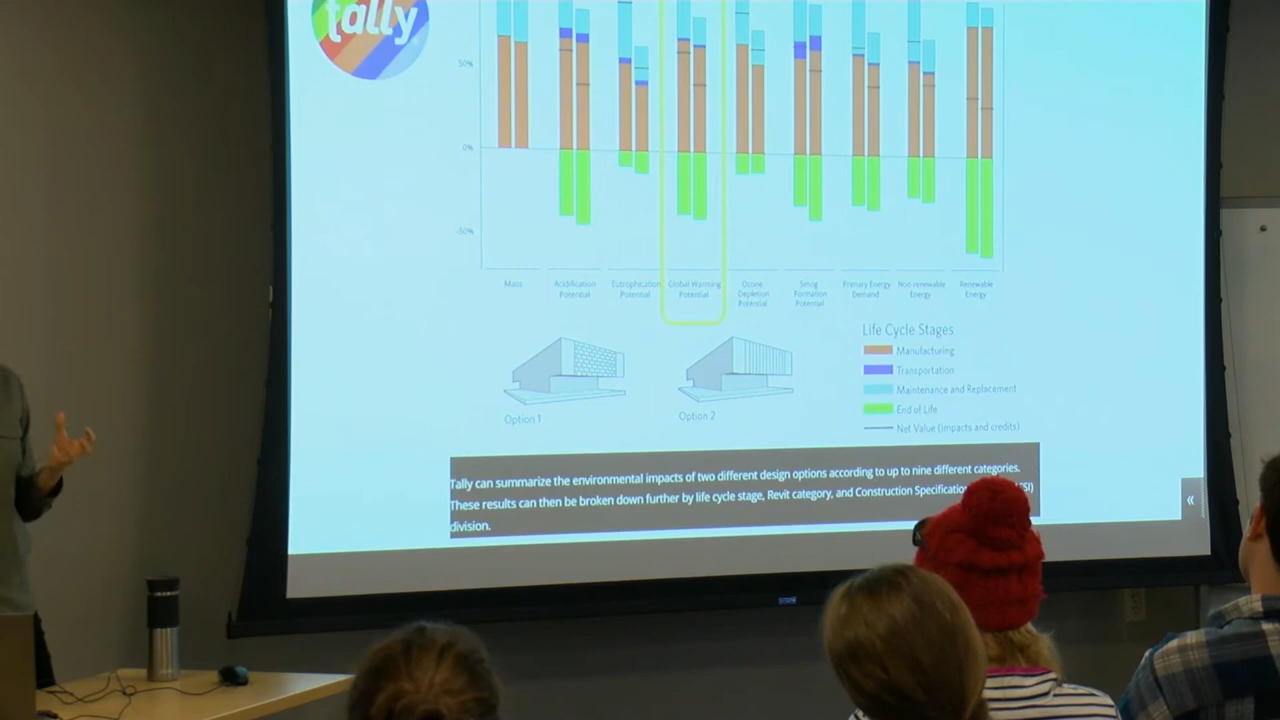 tally
50%
0%
-50%
Mass
Acidification
Potential
Eutrophication
Potential
Global Warming
Potential
Ozone
Depletion
Potential
Smog
Formation
Potential
Primary Energy
Demand
Non-renewable
Energy
Renewable
Energy
Option 1
Option 2
Life Cycle Stages
Manufacturing
Transportation
Maintenance and Replacement
End of Life
Net Value (impacts and credits)
Tally can summarize the environmental impacts of two different design options according to up to nine different categories.
These results can then be broken down further by life cycle stage, Revit category, and Construction
division.
«